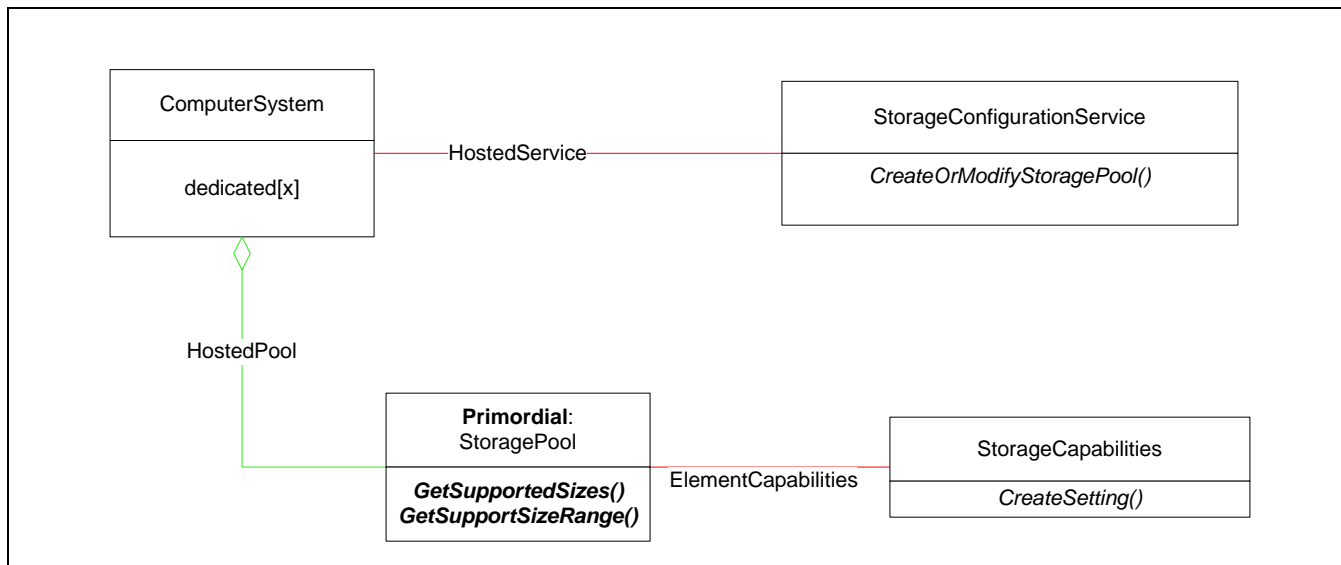 ComputerSystem
dedicated[x]
HostedService
StorageConfigurationService
CreateOrModifyStoragePool()
HostedPool
Primordial:
StoragePool
GetSupportedSizes()
GetSupportSizeRange()
ElementCapabilities
StorageCapabilities
CreateSetting()